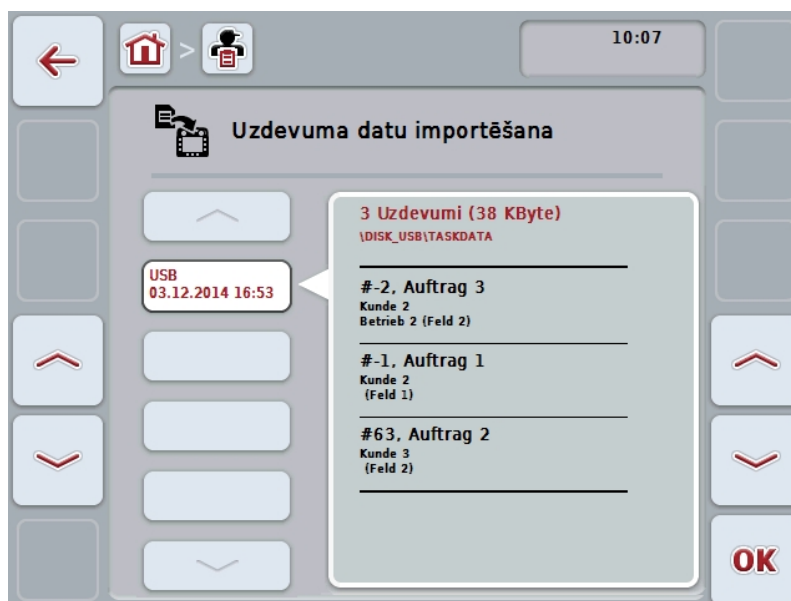 10:07
Uzdevuma datu importēšana
USB
03.12.2014 16:53
3 Uzdevumi (38 KByte)
\DISK_USB\TASKDATA
#-2, Auftrag 3
Kunde 2
Betrieb 2 (Feld 2)
#-1, Auftrag 1
Kunde 2
(Feld 1)
#63, Auftrag 2
Kunde 3
(Feld 2)
OK